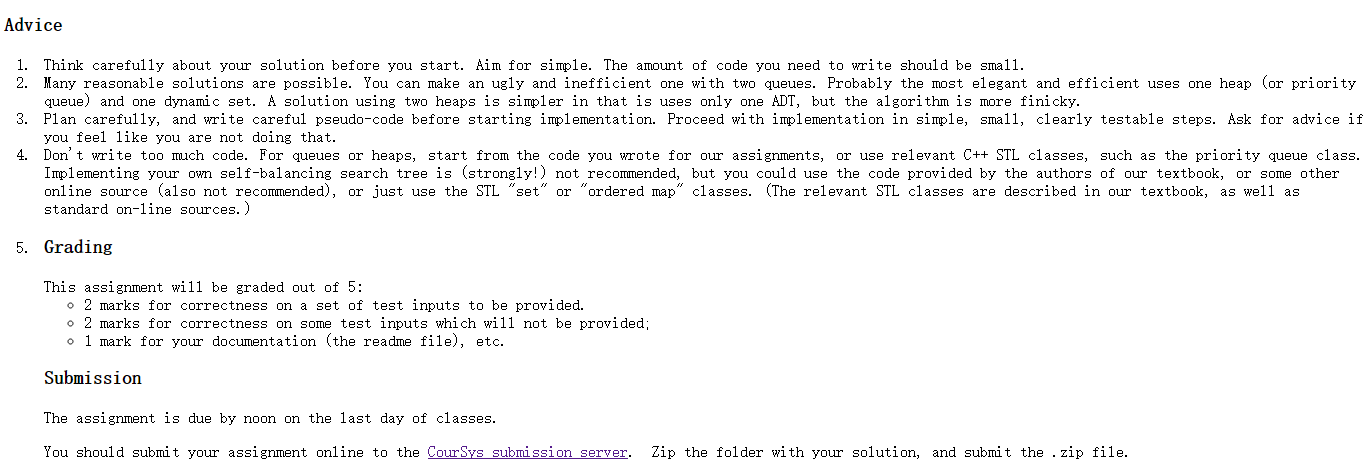 Advice
1. Think carefully about your solution before you start. Aim for simple. The amount of code you need to write should be small.
2. Many reasonable solutions are possible. You can make an ugly and inefficient one with two queues. Probably the most elegant and efficient uses one heap (or priority
queue) and one dynamic set. A solution using two heaps is simpler in that is uses only one ADT, but the algorithm is more finicky.
3. Plan carefully, and write careful pseudo-code before starting implementation. Proceed with implementation in simple, small, clearly testable steps. Ask for advice if
you feel like you are not doing that.
4. Don't write too much code. For queues or heaps, start from the code you wrote for our assignments, or use relevant C++ STL classes, such as the priority queue class.
Implementing your own self-balancing search tree is (strongly!) not recommended, but you could use the code provided by the authors of our textbook, or some other
online source (also not recommended), or just use the STL "set" or "ordered map" classes. (The relevant STL classes are described in our textbook, as well as
standard on-line sources.)
5. Grading
This assignment will be graded out of 5:
○ 2 marks for correctness on a set of test inputs to be provided.
○ 2 marks for correctness on some test inputs which will not be provided;
○ 1 mark for your documentation (the readme file), etc.
Submission
The assignment is due by noon on the last day of classes.
You should submit your assignment online to the CourSys submission server. Zip the folder with your solution, and submit the .zip file.